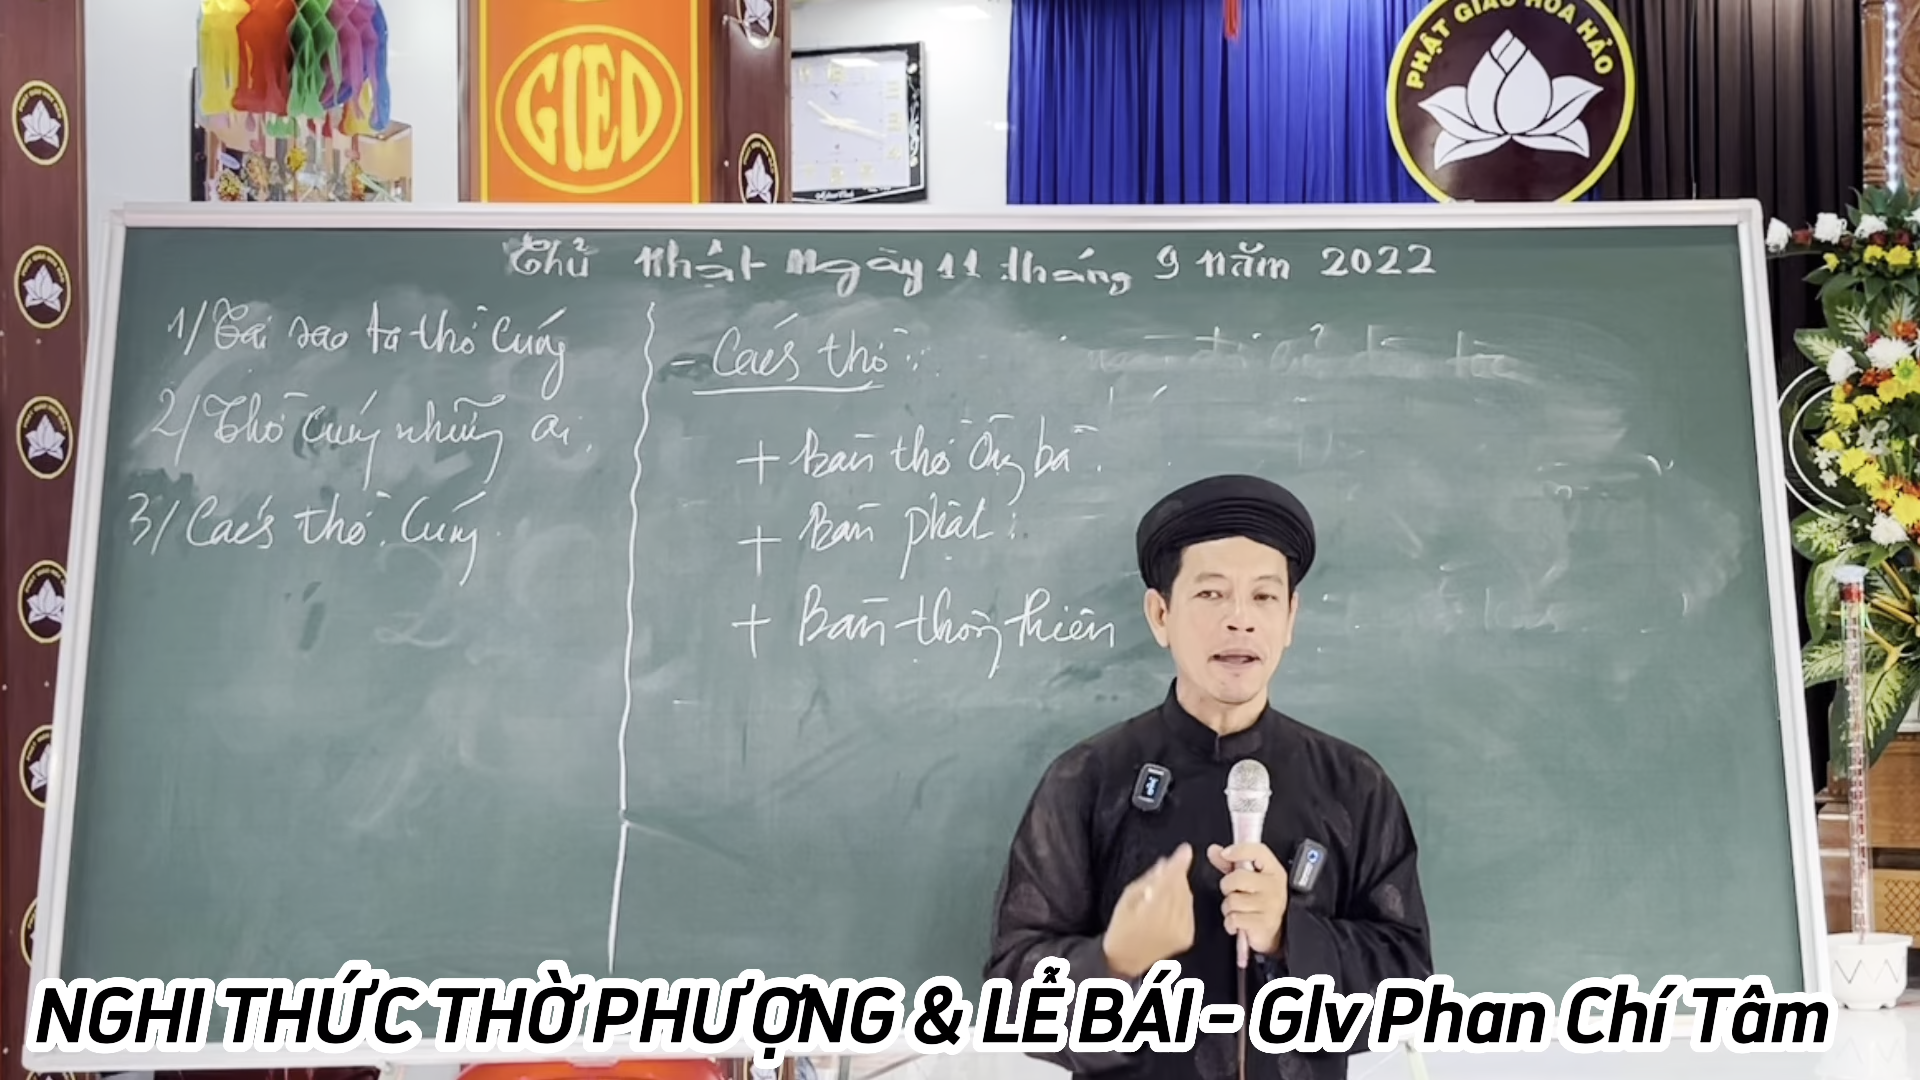 GIED
PHẬT GIÁO HÒA HẢO
Chủ Nhật Ngày 11 tháng 9 năm 2022
1/ Tại sao ta thờ Cúng
2/ Thờ Cúng những ai.
3/ Cách thờ. Cúng.
- Cách thờ:
+ Bàn thờ Ông bà.
+ Bàn phật:
+ Bàn thông thiên
NGHI THỨC THỜ PHƯỢNG & LỄ BÁI - Glv Phan Chí Tâm